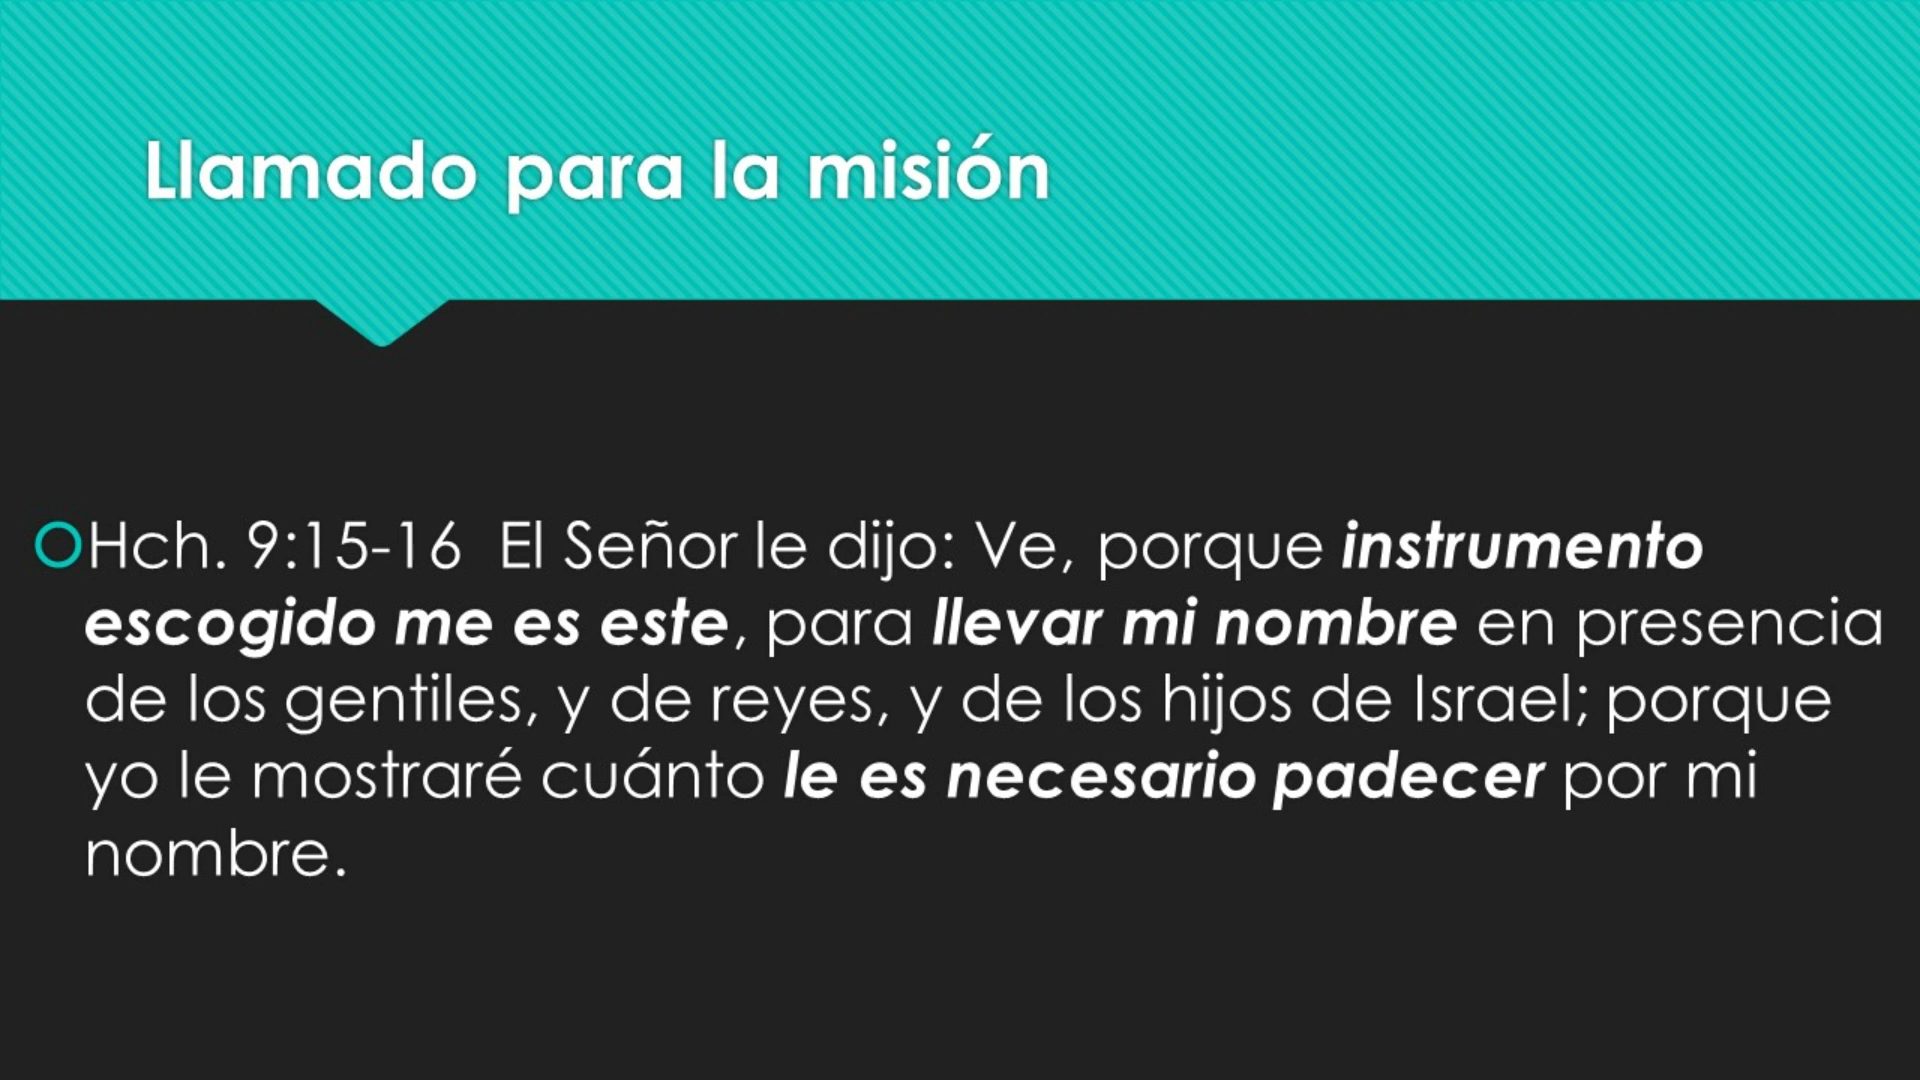 Llamado para la misión
Hch. 9:15-16  El Señor le dijo: Ve, porque instrumento
escogido me es este, para llevar mi nombre en presencia
de los gentiles, y de reyes, y de los hijos de Israel; porque
yo le mostraré cuánto le es necesario padecer por mi
nombre.